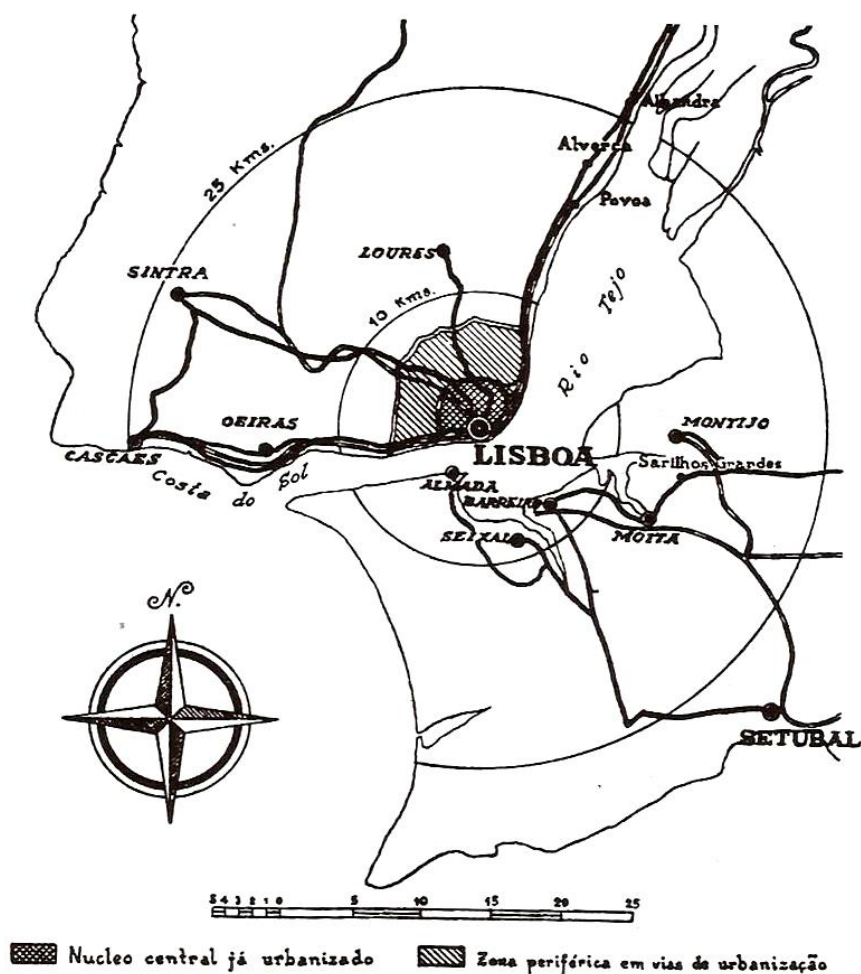 Alhandra
Alverca
25 Kms.
Povoa
LOURES
SINTRA
Tejo
10 Kms.
Rio
OEIRAS
MONTIJO
CASCAES
LISBOA
Costa do Sol
Sarilhos Grandes
ALMADA
BARREIRO
SEIXAL
MOITA
N.
SETUBAL
5 4 3 2 1 0 5 10 15 20 25
Nucleo central já urbanizado
Zona periférica em vias de urbanização